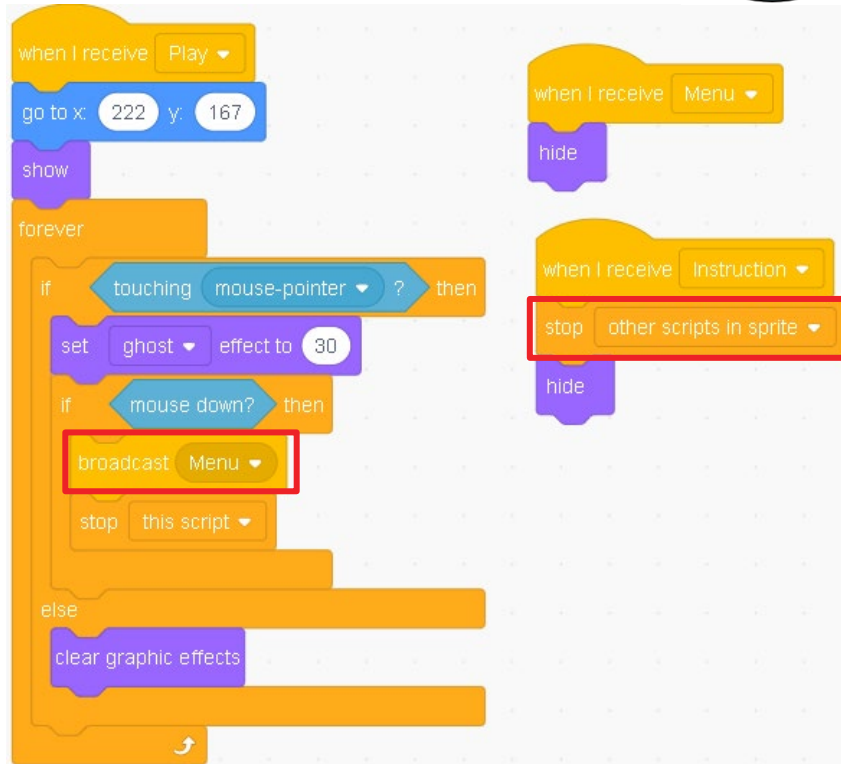 when I receive Play
go to x: 222 y: 167
show
forever
if touching mouse-pointer ? then
set ghost effect to 30
if mouse down? then
broadcast Menu
stop this script
else
clear graphic effects
when I receive Menu
hide
when I receive Instruction
stop other scripts in sprite
hide